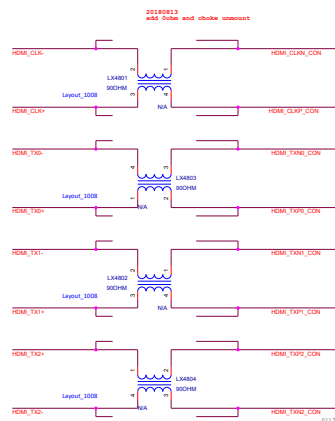 20180813
add 0ohm and choke unmount
HDMI_CLK-
HDMI_CLKN_CON
2
1
LX4801
90OHM
Layout_1008
3
4
N/A
HDMI_CLK+
HDMI_CLKP_CON
HDMI_TX0-
HDMI_TXN0_CON
4
3
LX4803
90OHM
Layout_1008
1
2
N/A
HDMI_TX0+
HDMI_TXP0_CON
HDMI_TX1-
HDMI_TXN1_CON
2
1
LX4802
90OHM
Layout_1008
3
4
N/A
HDMI_TX1+
HDMI_TXP1_CON
HDMI_TX2+
HDMI_TXP2_CON
1
2
LX4804
90OHM
Layout_1008
4
3
N/A
HDMI_TX2-
HDMI_TXN2_CON